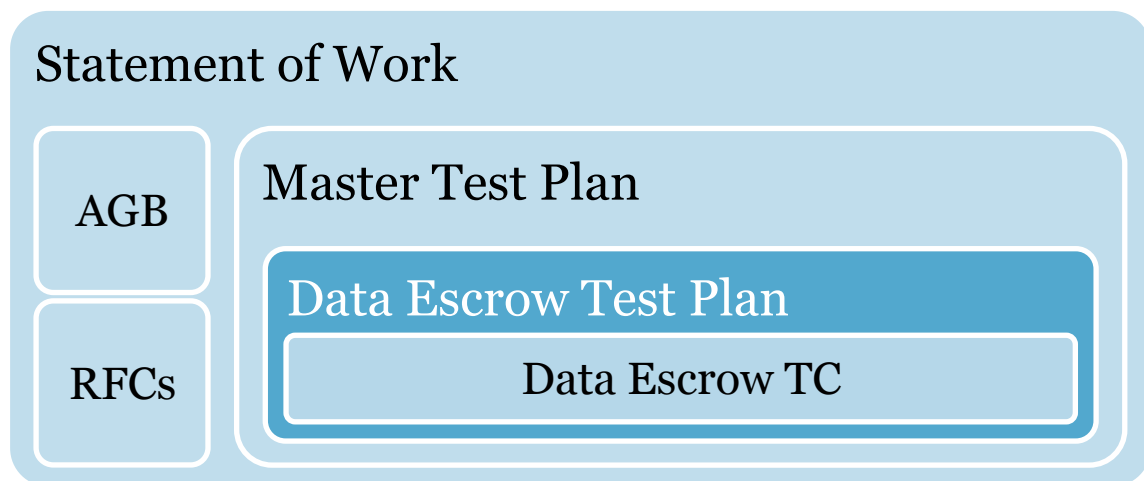 Statement of Work
AGB
RFCs
Master Test Plan
Data Escrow Test Plan
Data Escrow TC